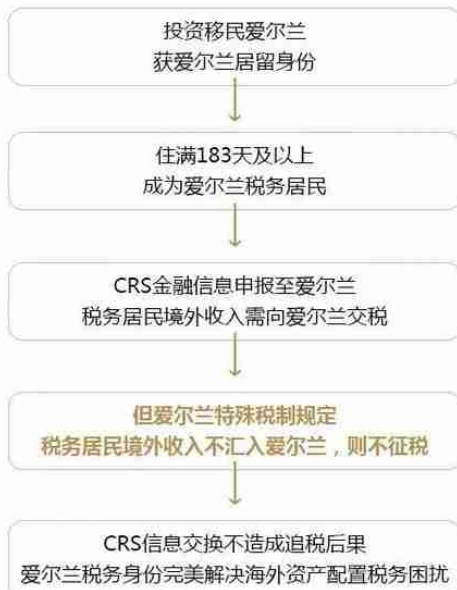 投资移民爱尔兰
获爱尔兰居留身份
住满183天及以上
成为爱尔兰税务居民
CRS金融信息申报至爱尔兰
税务居民境外收入需向爱尔兰交税
但爱尔兰特殊税制规定
税务居民境外收入不汇入爱尔兰，则不征税
CRS信息交换不造成追税后果
爱尔兰税务身份完美解决海外资产配置税务困扰